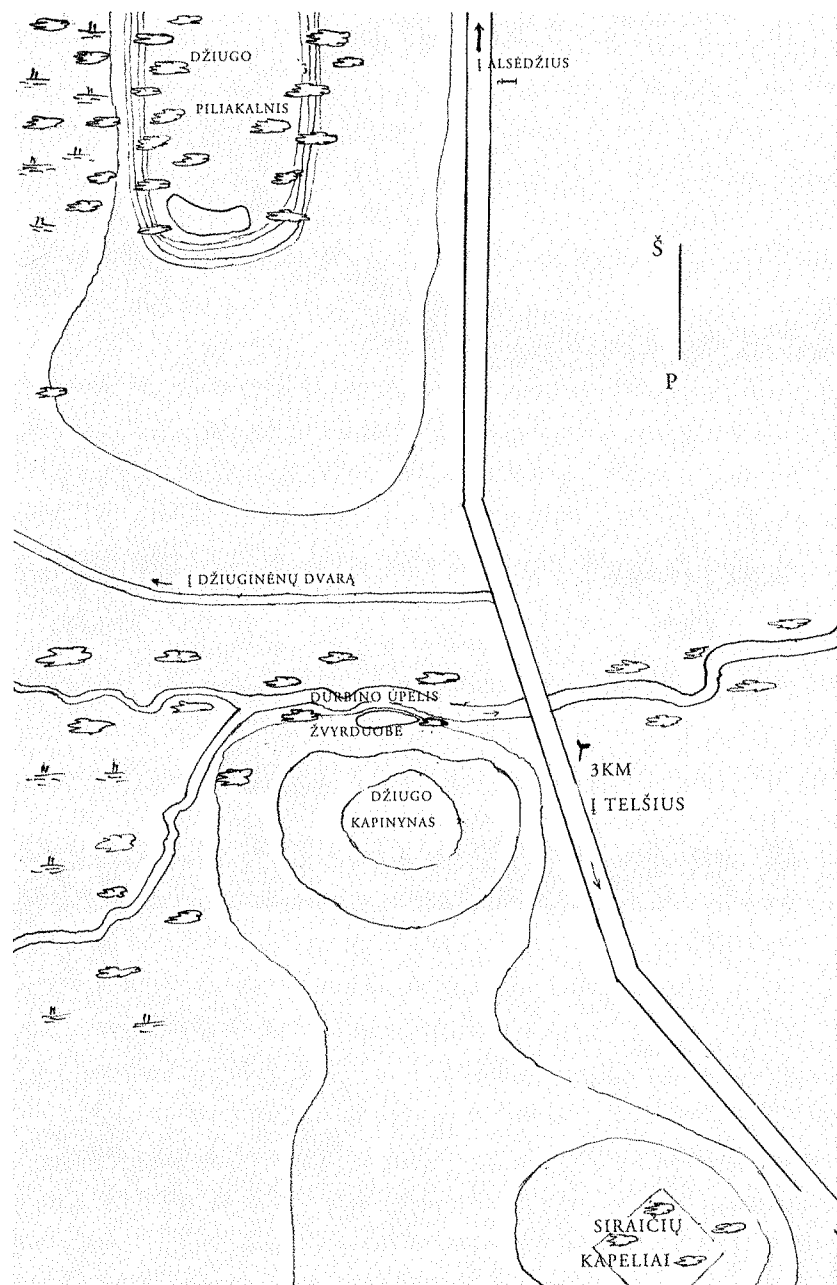 DŽIUGO
PILIAKALNIS
Į ALSĖDŽIUS
Š
P
Į DŽIUGINĖNŲ DVARĄ
DURBINO UPELIS
ŽVYRDUOBĖ
DŽIUGO
KAPINYNAS
3KM
Į TELŠIUS
SIRAIČIŲ
KAPELIAI